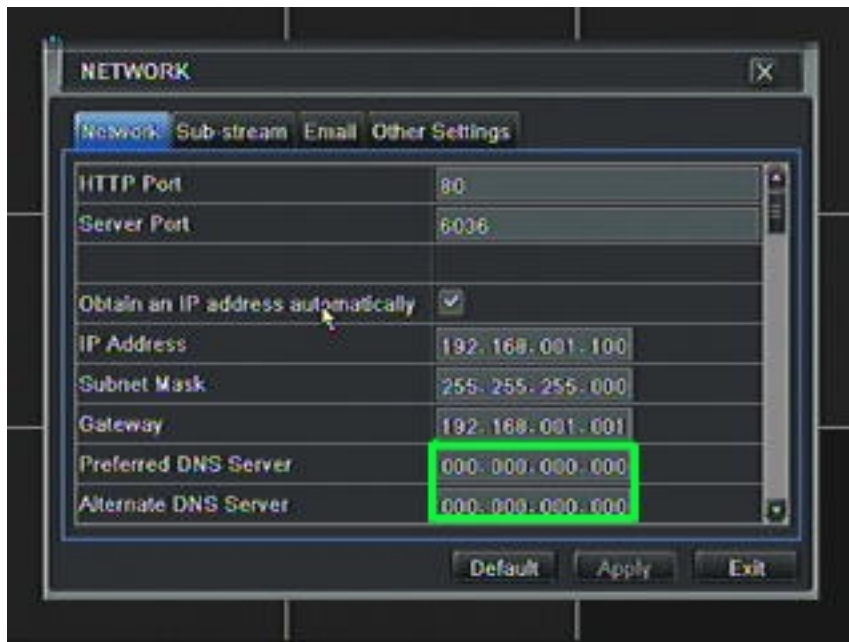 NETWORK
Network Sub-stream Email Other Settings
HTTP Port 80
Server Port 6036
Obtain an IP address automatically
IP Address 192.168.001.100
Subnet Mask 255.255.255.000
Gateway 192.168.001.001
Preferred DNS Server 000.000.000.000
Alternate DNS Server 000.000.000.000
Default Apply Exit